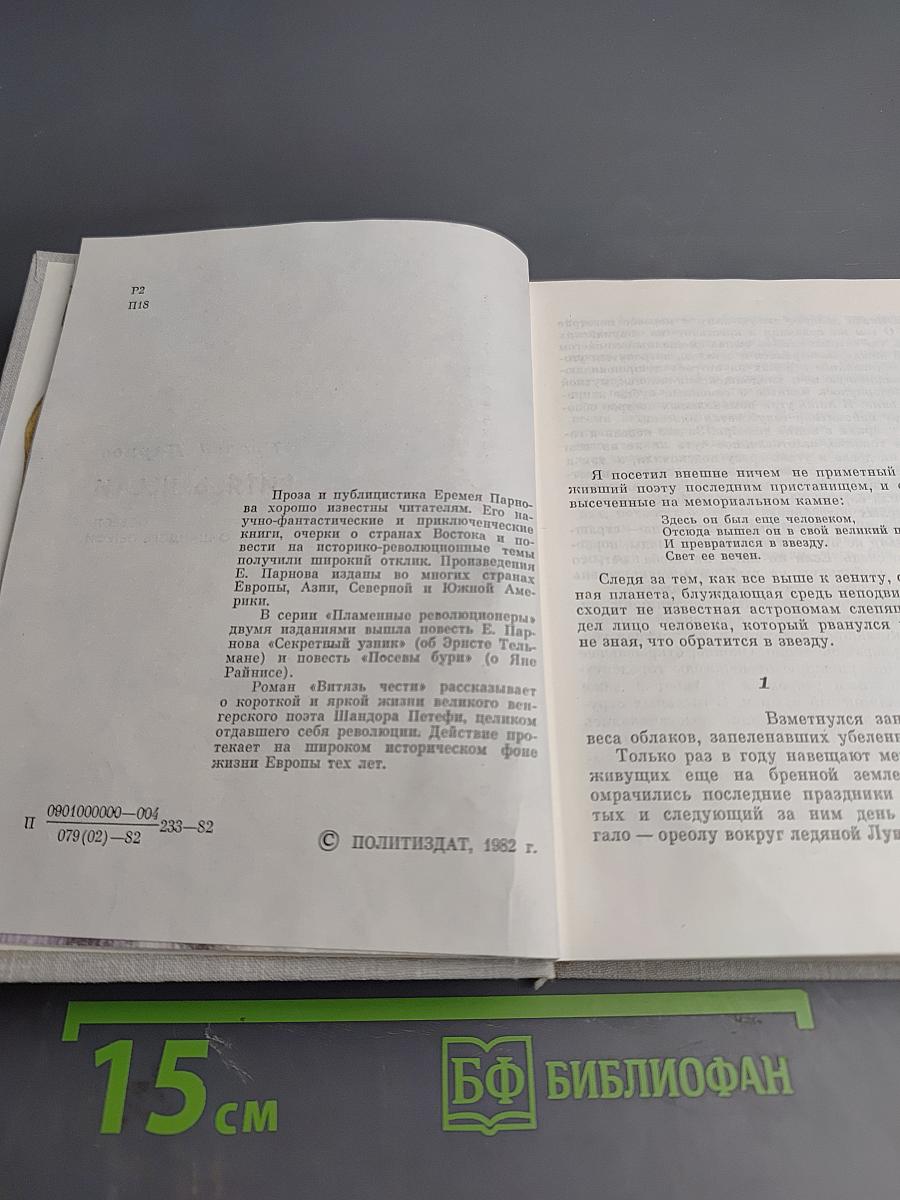 Р2
П18
Проза и публицистика Еремея Парно-
ва хорошо известны читателям. Его на-
учно-фантастические и приключенческие
книги, очерки о странах Востока и по-
вести на историко-революционные темы
получили широкий отклик. Произведения
Е. Парнова изданы во многих странах
Европы, Азии, Северной и Южной Аме-
рики.
В серии «Пламенные революционеры»
двумя изданиями вышла повесть Е. Пар-
нова «Секретный узник» (об Эрнсте Тель-
мане) и повесть «Посевы бури» (о Яне
Райнисе).
Роман «Витязь чести» рассказывает
о короткой и яркой жизни великого вен-
герского поэта Шандора Петефи, целиком
отдавшего себя революции. Действие про-
текает на широком историческом фоне
жизни Европы тех лет.
П 0901000000—004
079(02)—82 233—82
© ПОЛИТИЗДАТ, 1982 г.
Я посетил внешне ничем не приметный
живший поэту последним пристанищем, и с
высеченные на мемориальном камне:
Здесь он был еще человеком,
Отсюда вышел он в свой великий п
И превратился в звезду.
Свет ее вечен.
Следя за тем, как все выше к зениту,
ная планета, блуждающая средь неподви
сходит не известная астрономам слепящ
дел лицо человека, который рванулся
не зная, что обратится в звезду.
1
Взметнулся зан
веса облаков, запеленавших убелен
Только раз в году навещают ме
живущих еще на бренной земле
омрачились последние праздники
тых и следующий за ним день
гало — ореолу вокруг ледяной Лу
15 см
БФ БИБЛИОФАН